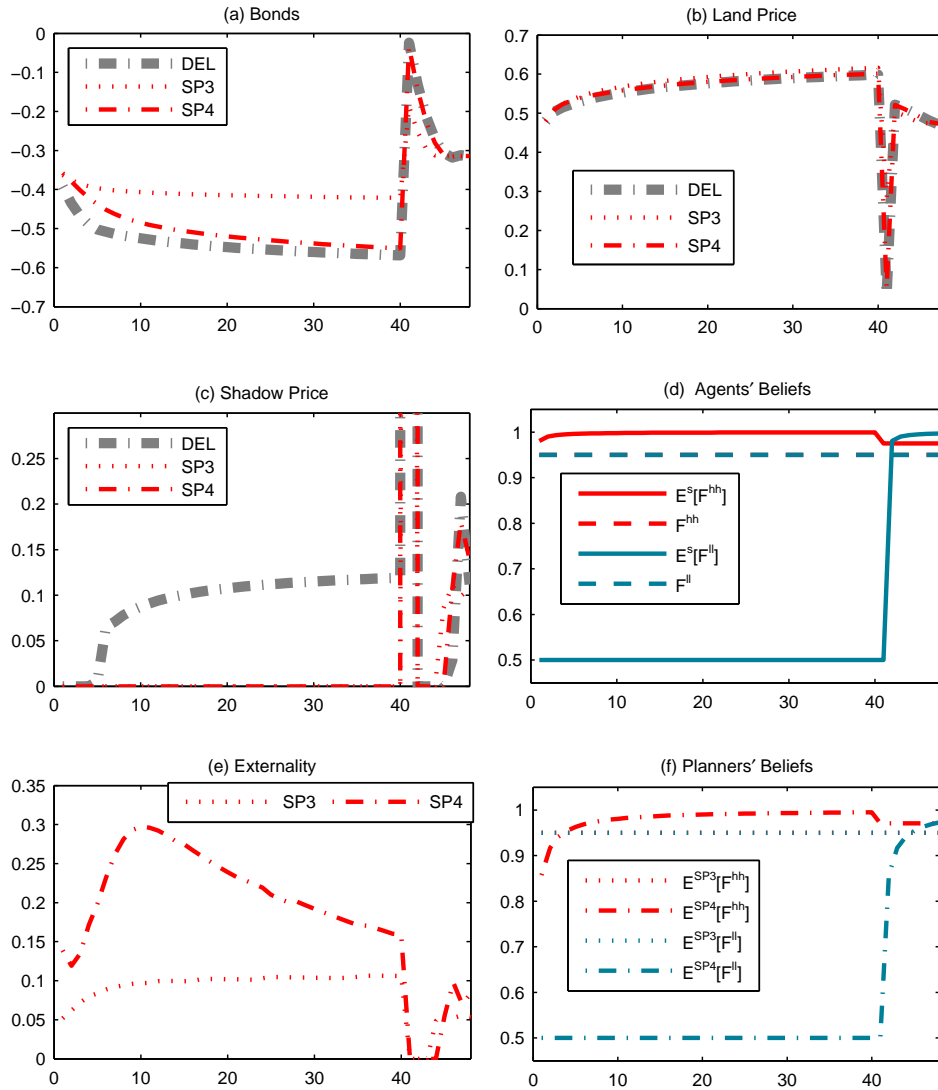 (a) Bonds
0
−0.1
−0.2
−0.3
−0.4
−0.5
−0.6
−0.7
0 10 20 30 40
DEL
SP3
SP4
(b) Land Price
0.7
0.6
0.5
0.4
0.3
0.2
0.1
0
0 10 20 30 40
DEL
SP3
SP4
(c) Shadow Price
0.25
0.2
0.15
0.1
0.05
0
0 10 20 30 40
DEL
SP3
SP4
(d) Agents′ Beliefs
1
0.9
0.8
0.7
0.6
0.5
0 10 20 30 40
E^s[F^hh]
F^hh
E^s[F^ll]
F^ll
(e) Externality
0.35
0.3
0.25
0.2
0.15
0.1
0.05
0
0 10 20 30 40
SP3 SP4
(f) Planners′ Beliefs
1
0.9
0.8
0.7
0.6
0.5
0 10 20 30 40
E^SP3[F^hh]
E^SP4[F^hh]
E^SP3[F^ll]
E^SP4[F^ll]